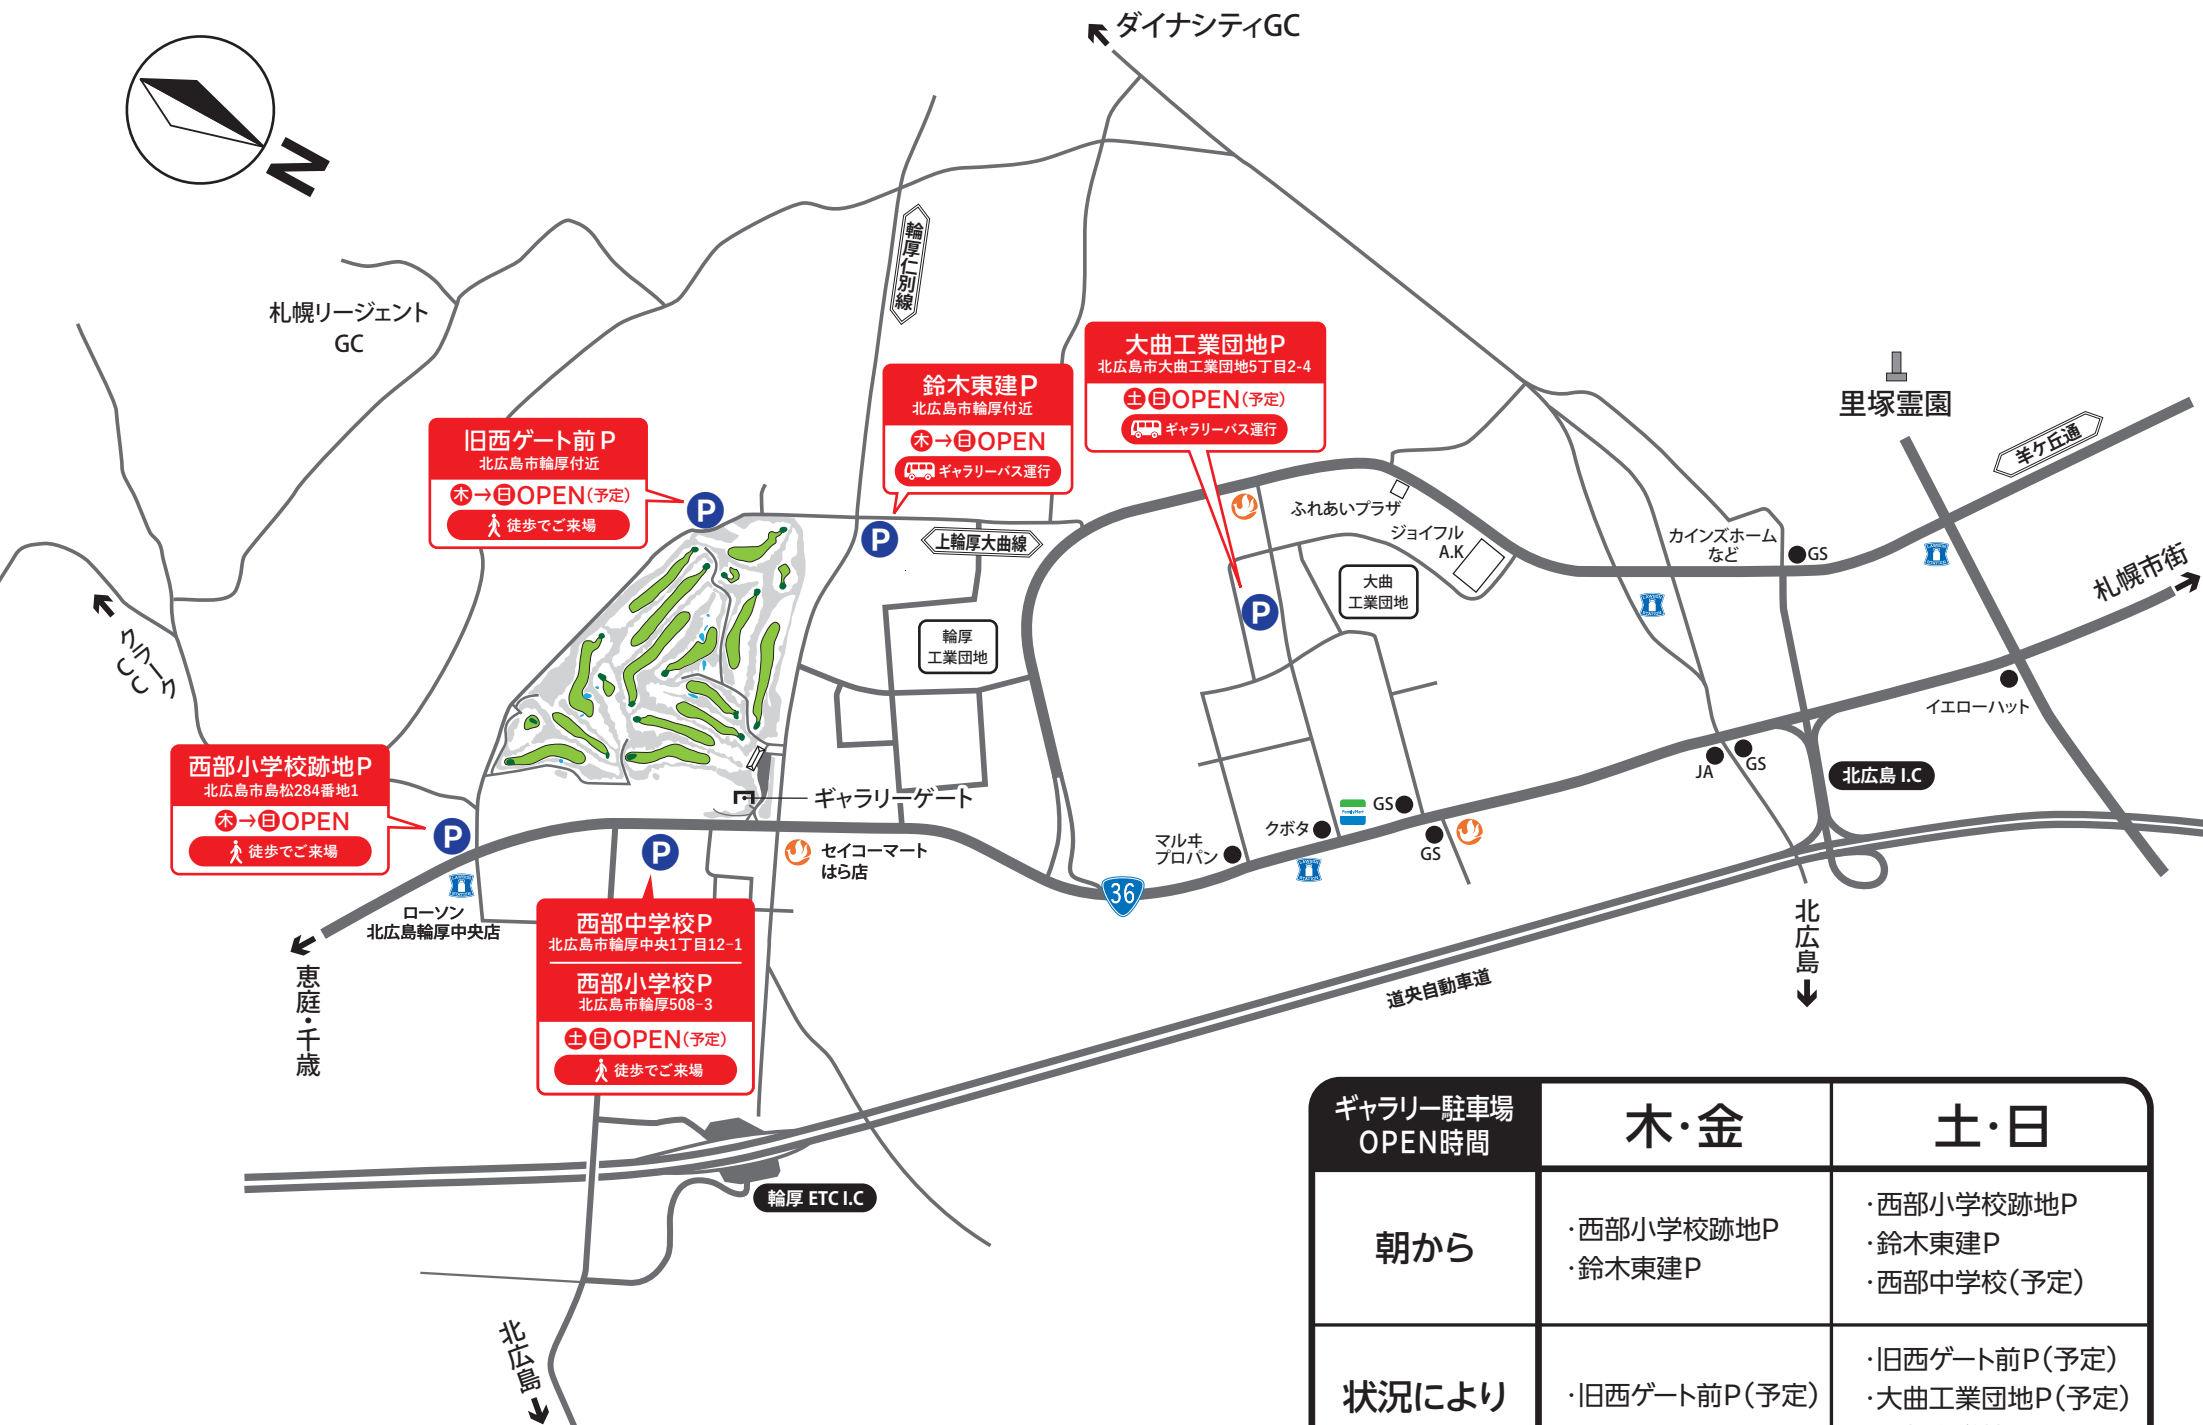 ダイナシティGC
N
輪厚仁別線
札幌リージェント
GC
大曲工業団地P
北広島市大曲工業団地5丁目2-4
土日OPEN(予定)
ギャラリーバス運行
鈴木東建P
北広島市輪厚付近
木→日OPEN
ギャラリーバス運行
旧西ゲート前P
北広島市輪厚付近
木→日OPEN(予定)
徒歩でご来場
里塚霊園
羊ケ丘通
P
P
上輪厚大曲線
ふれあいプラザ
ジョイフル
A.K
カインズホーム
など
GS
札幌市街
大曲
工業団地
P
輪厚
工業団地
クラーク
CC
イエローハット
西部小学校跡地P
北広島市島松284番地1
木→日OPEN
徒歩でご来場
P
ギャラリーゲート
JA
GS
北広島 I.C
GS
クボタ
FamilyMart
マルヰ
プロパン
GS
P
セイコーマート
はら店
36
ローソン
北広島輪厚中央店
西部中学校P
北広島市輪厚中央1丁目12-1
西部小学校P
北広島市輪厚508-3
土日OPEN(予定)
徒歩でご来場
恵庭・千歳
北広島
道央自動車道
輪厚 ETC I.C
北広島
ギャラリー駐車場
OPEN時間
木・金
土・日
朝から
・西部小学校跡地P
・鈴木東建P
・西部小学校跡地P
・鈴木東建P
・西部中学校(予定)
状況により
・旧西ゲート前P(予定)
・旧西ゲート前P(予定)
・大曲工業団地P(予定)